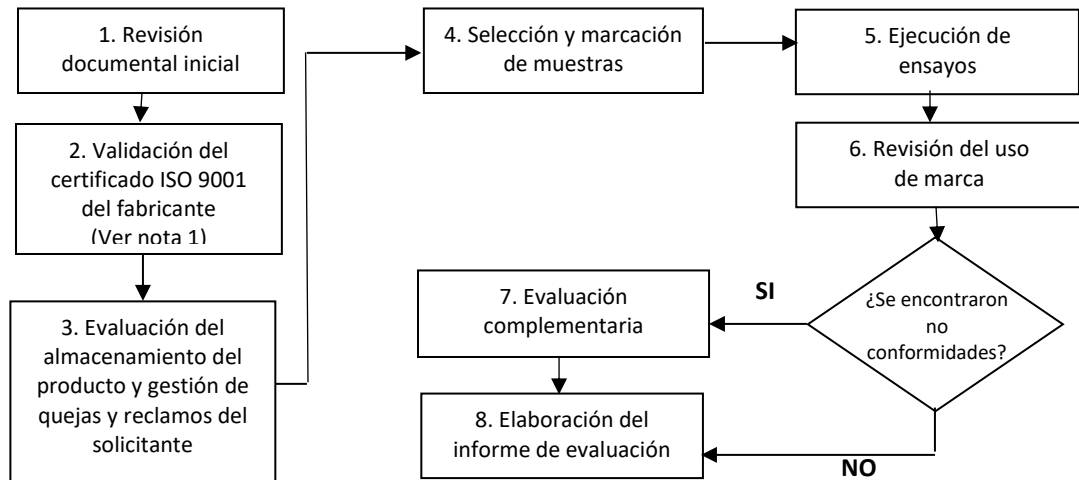 1. Revisión
documental inicial
2. Validación del
certificado ISO 9001
del fabricante
(Ver nota 1)
3. Evaluación del
almacenamiento del
producto y gestión de
quejas y reclamos del
solicitante
4. Selección y marcación
de muestras
5. Ejecución de
ensayos
6. Revisión del uso
de marca
¿Se encontraron
no
conformidades?
SI
7. Evaluación
complementaria
8. Elaboración del
informe de evaluación
NO